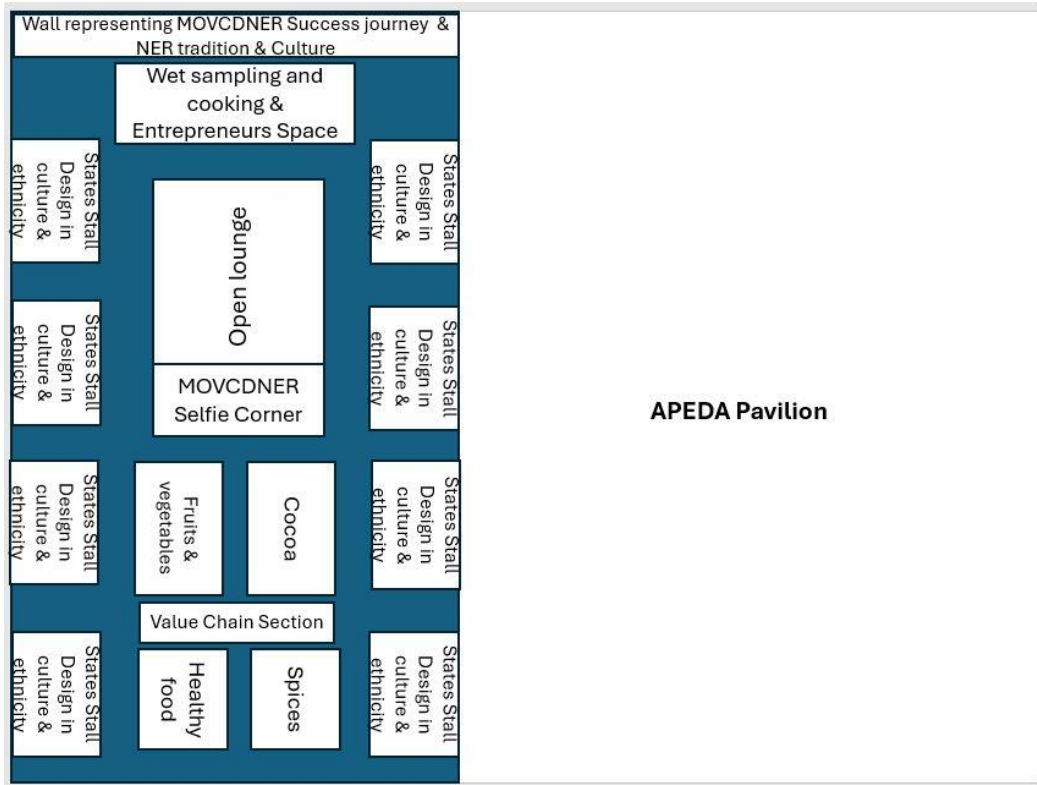 Wall representing MOVCDNER Success journey &
NER tradition & Culture
Wet sampling and
cooking &
Entrepreneurs Space
States Stall
Design in
culture &
ethnicity
States Stall
Design in
culture &
ethnicity
Open lounge
States Stall
Design in
culture &
ethnicity
States Stall
Design in
culture &
ethnicity
MOVCDNER
Selfie Corner
APEDA Pavilion
States Stall
Design in
culture &
ethnicity
Fruits &
vegetables
Cocoa
States Stall
Design in
culture &
ethnicity
Value Chain Section
States Stall
Design in
culture &
ethnicity
Healthy
food
Spices
States Stall
Design in
culture &
ethnicity